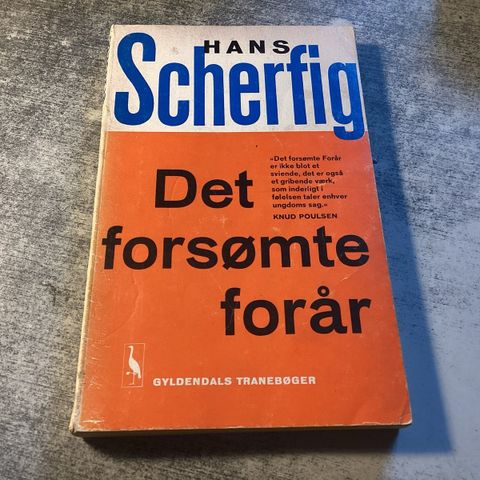 HANS
Scherfig
Det
forsømte
forår
»Det forsømte Forår
er ikke blot et
sviende, det er også
et gribende værk,
som inderligt i
følelsen taler enhver
ungdoms sag.«
KNUD POULSEN
GYLDENDALS TRANEBØGER